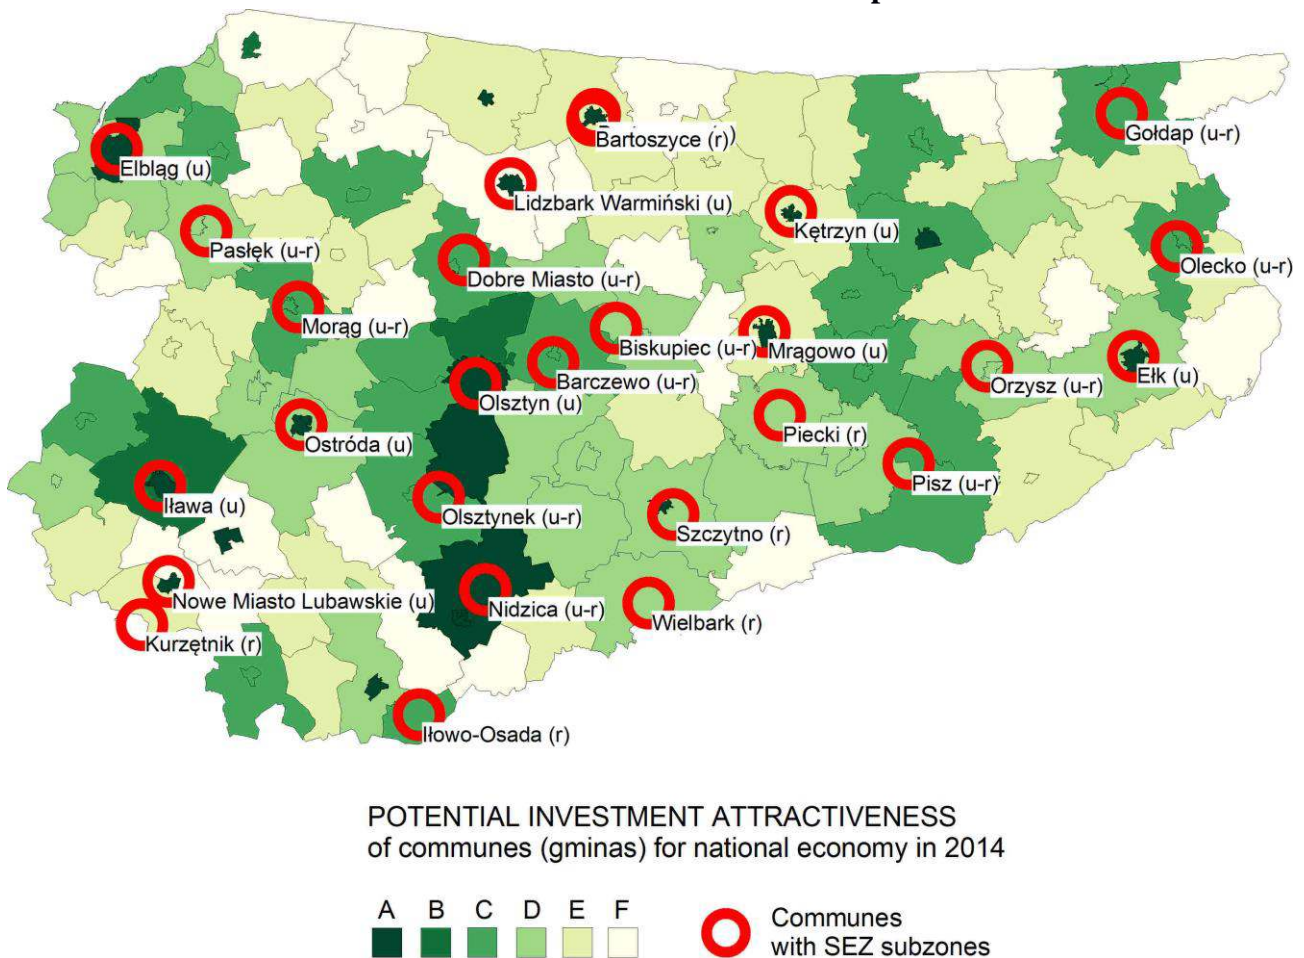 Elbląg (u)
Bartoszyce (r)
Gołdap (u-r)
Lidzbark Warmiński (u)
Kętrzyn (u)
Pasłęk (u-r)
Olecko (u-r)
Dobre Miasto (u-r)
Morąg (u-r)
Biskupiec (u-r)
Mrągowo (u)
Barczewo (u-r)
Orzysz (u-r)
Ełk (u)
Olsztyn (u)
Piecki (r)
Ostróda (u)
Pisz (u-r)
Iława (u)
Olsztynek (u-r)
Szczytno (r)
Nowe Miasto Lubawskie (u)
Nidzica (u-r)
Wielbark (r)
Kurzętnik (r)
Iłowo-Osada (r)
POTENTIAL INVESTMENT ATTRACTIVENESS
of communes (gminas) for national economy in 2014
A B C D E F
Communes
with SEZ subzones